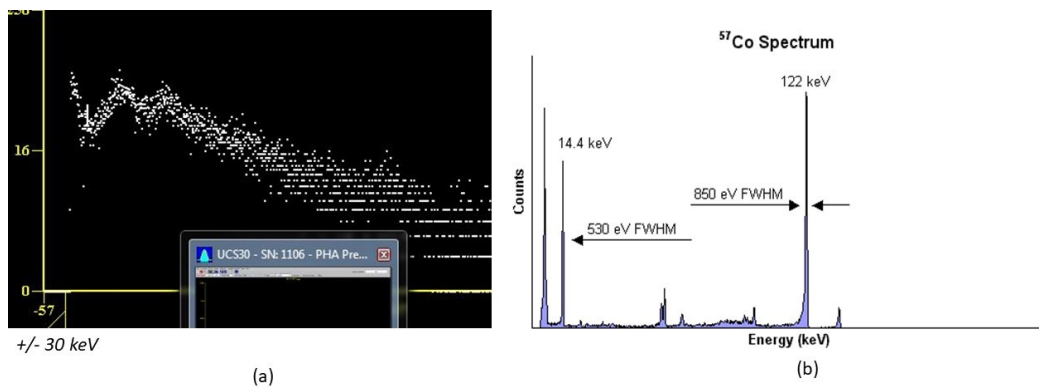 16
0
-57
UCS30 - SN: 1106 - PHA Pre...
+/- 30 keV
(a)
57Co Spectrum
122 keV
14.4 keV
850 eV FWHM
530 eV FWHM
Counts
Energy (keV)
(b)